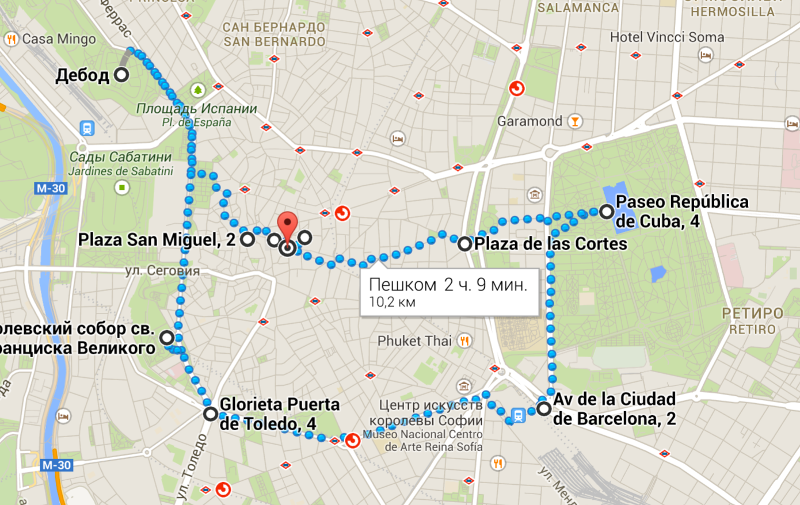 ФЕРРАС
САН БЕРНАРДО
SAN BERNARDO
SALAMANCA
HERMOSILLA
Casa Mingo
Hotel Vincci Soma
Дебод
Площадь Испании
Pl. de España
Garamond
Сады Сабатини
Jardines de Sabatini
M-30
Paseo República
de Cuba, 4
Plaza San Miguel, 2
Plaza de las Cortes
ул. Сеговия
Пешком 2 ч. 9 мин.
10,2 км
РЕТИРО
RETIRO
олевский собор св.
ранциска Великого
Phuket Thai
Glorieta Puerta
de Toledo, 4
Центр искусств
королевы Софии
Museo Nacional Centro
de Arte Reina Sofía
Av de la Ciudad
de Barcelona, 2
ул. Толедо
M-30
ул. Менд